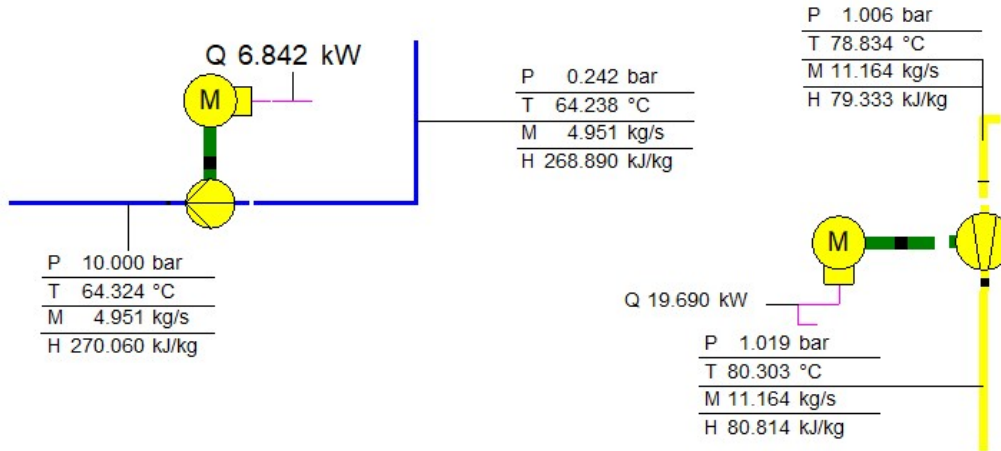 Q 6.842 kW
M
P 0.242 bar
T 64.238 °C
M 4.951 kg/s
H 268.890 kJ/kg
P 10.000 bar
T 64.324 °C
M 4.951 kg/s
H 270.060 kJ/kg
P 1.006 bar
T 78.834 °C
M 11.164 kg/s
H 79.333 kJ/kg
M
Q 19.690 kW
P 1.019 bar
T 80.303 °C
M 11.164 kg/s
H 80.814 kJ/kg